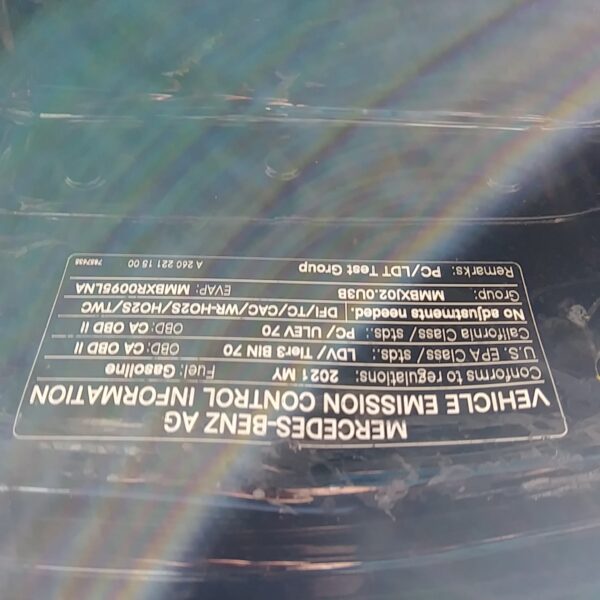 MERCEDES-BENZ AG
VEHICLE EMISSION CONTROL INFORMATION
Conforms to regulations: 2021 MY Fuel: Gasoline
U.S. EPA Class/ stds.: LDV/ Tier3 BIN 70 OBD: CA OBD II
California Class/ stds.: PC/ ULEV 70 OBD: CA OBD II
No adjustments needed. DFI/TC/CAC/WR-HO2S/HO2S/TWC
Group: MMBXJ02.0U3B EVAP: MMBXR0095LNA
Remarks: PC/LDT Test Group A 260 221 15 00 7887638